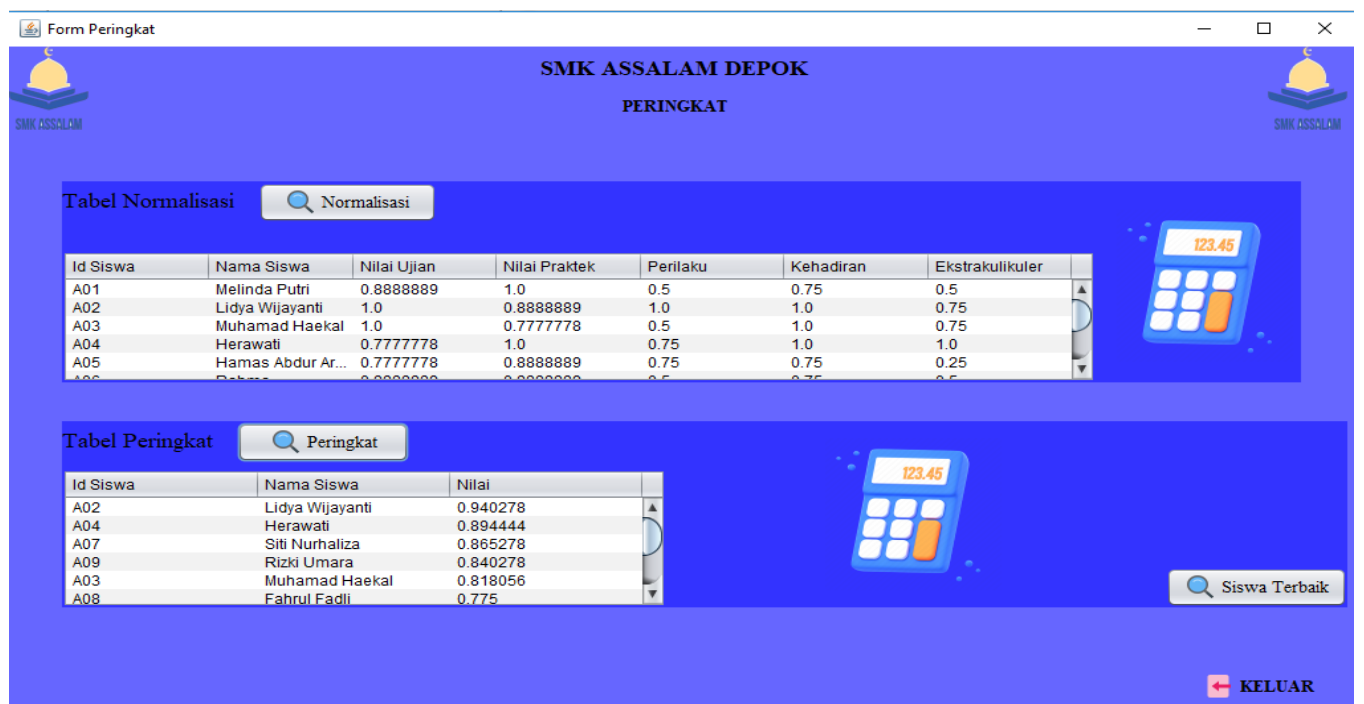 Form Peringkat
SMK ASSALAM DEPOK
PERINGKAT
SMK ASSALAM
SMK ASSALAM
Tabel Normalisasi Normalisasi
123.45
Id Siswa Nama Siswa Nilai Ujian Nilai Praktek Perilaku Kehadiran Ekstrakulikuler
A01 Melinda Putri 0.8888889 1.0 0.5 0.75 0.5
A02 Lidya Wijayanti 1.0 0.8888889 1.0 1.0 0.75
A03 Muhamad Haekal 1.0 0.7777778 0.5 1.0 0.75
A04 Herawati 0.7777778 1.0 0.75 1.0 1.0
A05 Hamas Abdur Ar... 0.7777778 0.8888889 0.75 0.75 0.25
Tabel Peringkat Peringkat
123.45
Id Siswa Nama Siswa Nilai
A02 Lidya Wijayanti 0.940278
A04 Herawati 0.894444
A07 Siti Nurhaliza 0.865278
A09 Rizki Umara 0.840278
A03 Muhamad Haekal 0.818056
A08 Fahrul Fadli 0.775
Siswa Terbaik
KELUAR